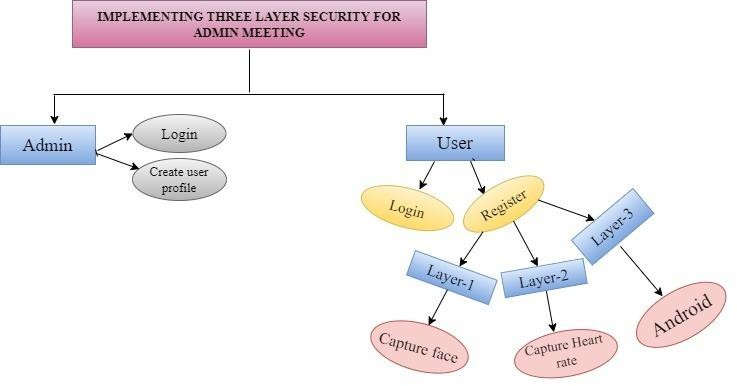 IMPLEMENTING THREE LAYER SECURITY FOR
ADMIN MEETING
Admin
Login
Create user
profile
User
Login
Register
Layer-1
Layer-2
Layer-3
Capture face
Capture Heart
rate
Android